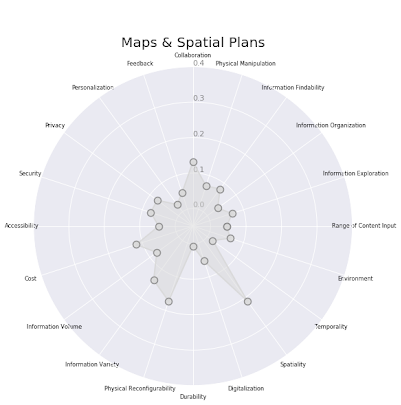 Maps & Spatial Plans
Collaboration
Feedback
Physical Manipulation
0.4
Personalization
Information Findability
0.3
Privacy
Information Organization
0.2
Security
Information Exploration
0.1
0.0
Accessibility
Range of Content Input
Cost
Environment
Information Volume
Temporality
Information Variety
Spatiality
Physical Reconfigurability
Digitalization
Durability